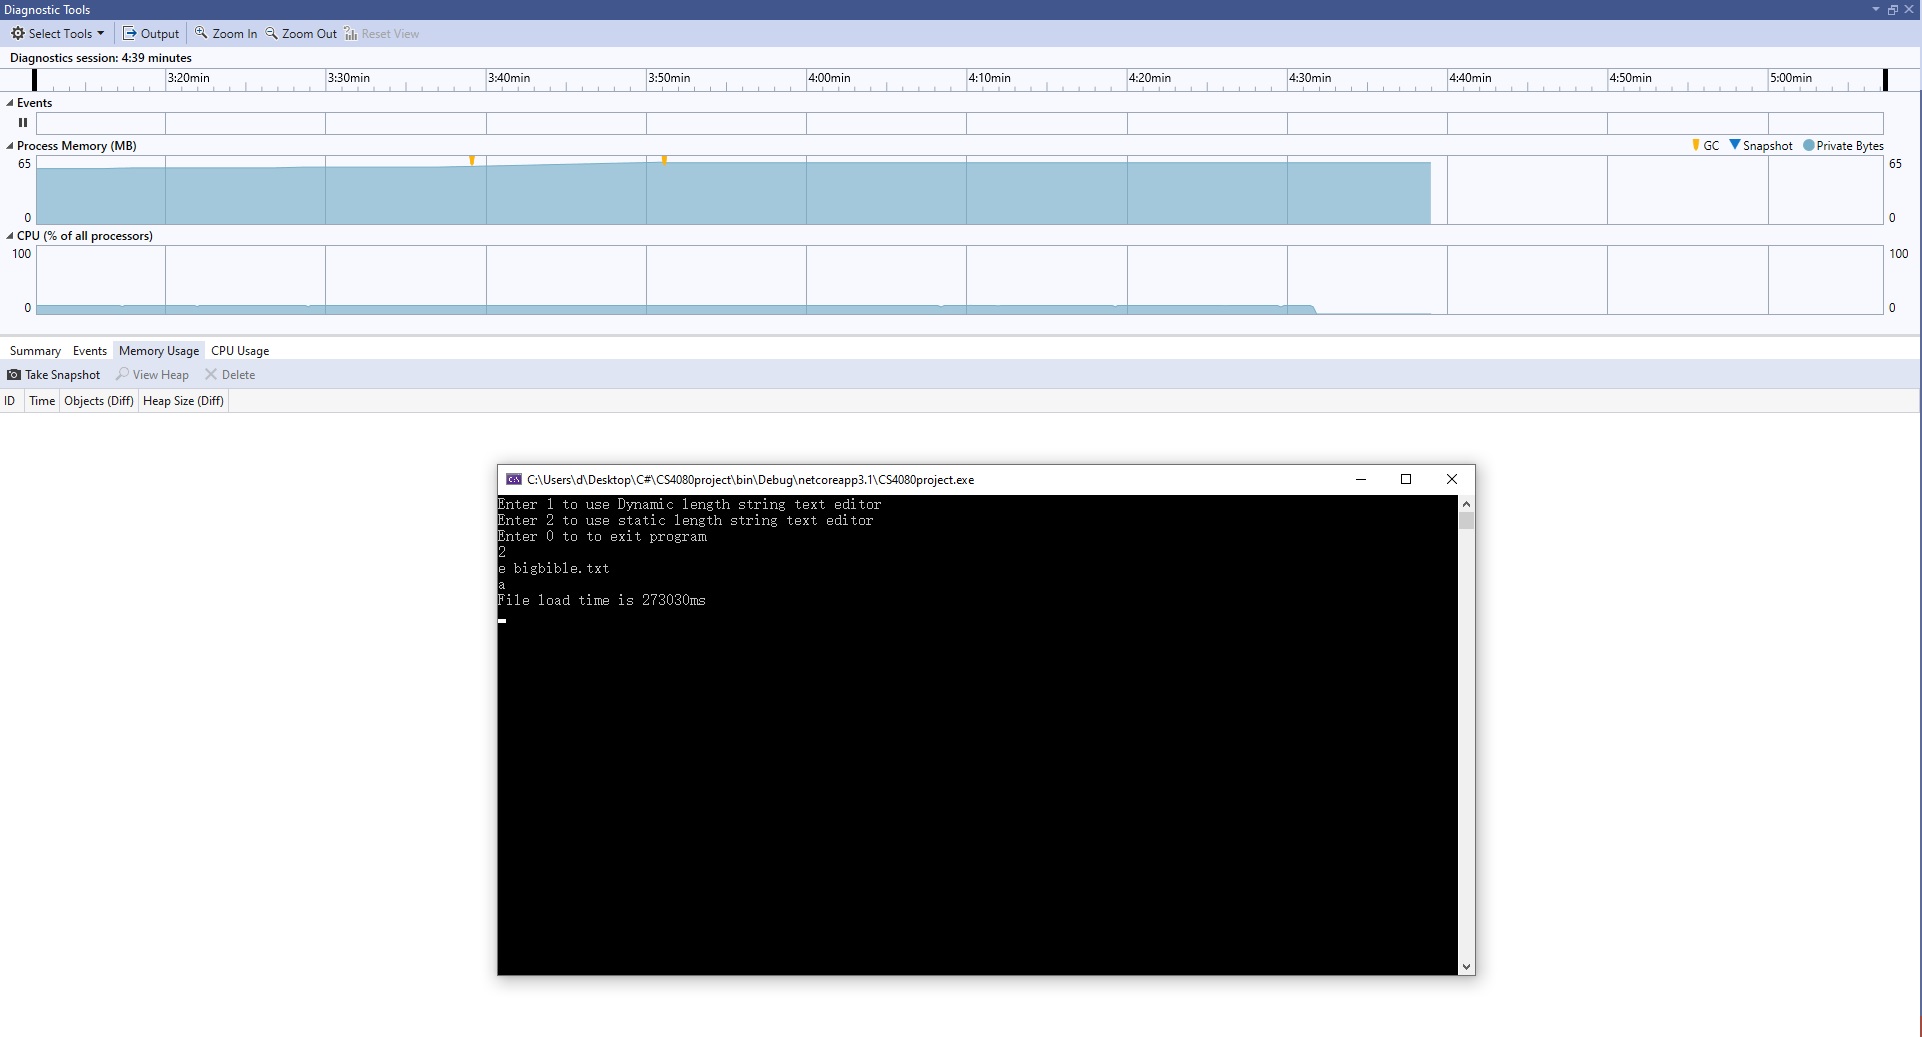 Diagnostic Tools
Select Tools Output Zoom In Zoom Out Reset View
Diagnostics session: 4:39 minutes
3:20min 3:30min 3:40min 3:50min 4:00min 4:10min 4:20min 4:30min 4:40min 4:50min 5:00min
Events
Process Memory (MB) GC Snapshot Private Bytes
65 65
0 0
CPU (% of all processors)
100 100
0 0
Summary Events Memory Usage CPU Usage
Take Snapshot View Heap Delete
ID Time Objects (Diff) Heap Size (Diff)
C:\Users\d\Desktop\C#\CS4080project\bin\Debug\netcoreapp3.1\CS4080project.exe
Enter 1 to use Dynamic length string text editor
Enter 2 to use static length string text editor
Enter 0 to to exit program
2
e bigbible.txt
a
File load time is 273030ms